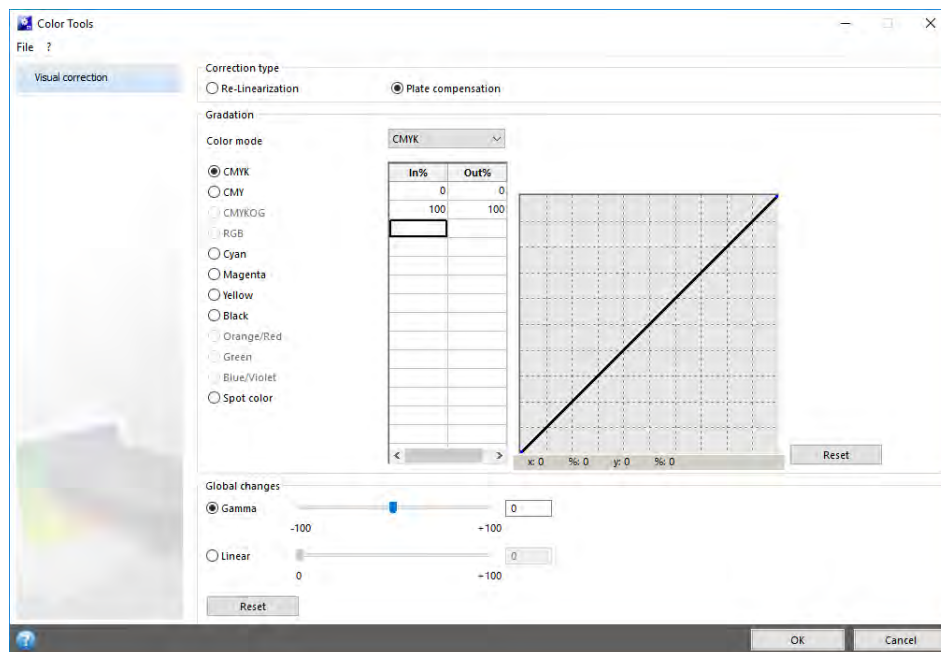 Color Tools
File ?
Visual correction
Correction type
Re-Linearization Plate compensation
Gradation
Color mode CMYK
CMYK
CMY
CMYKOG
RGB
Cyan
Magenta
Yellow
Black
Orange/Red
Green
Blue/Violet
Spot color
In% Out%
0 0
100 100
x: 0 %: 0 y: 0 %: 0
Reset
Global changes
Gamma 0
-100 +100
Linear 0
0 +100
Reset
? OK Cancel